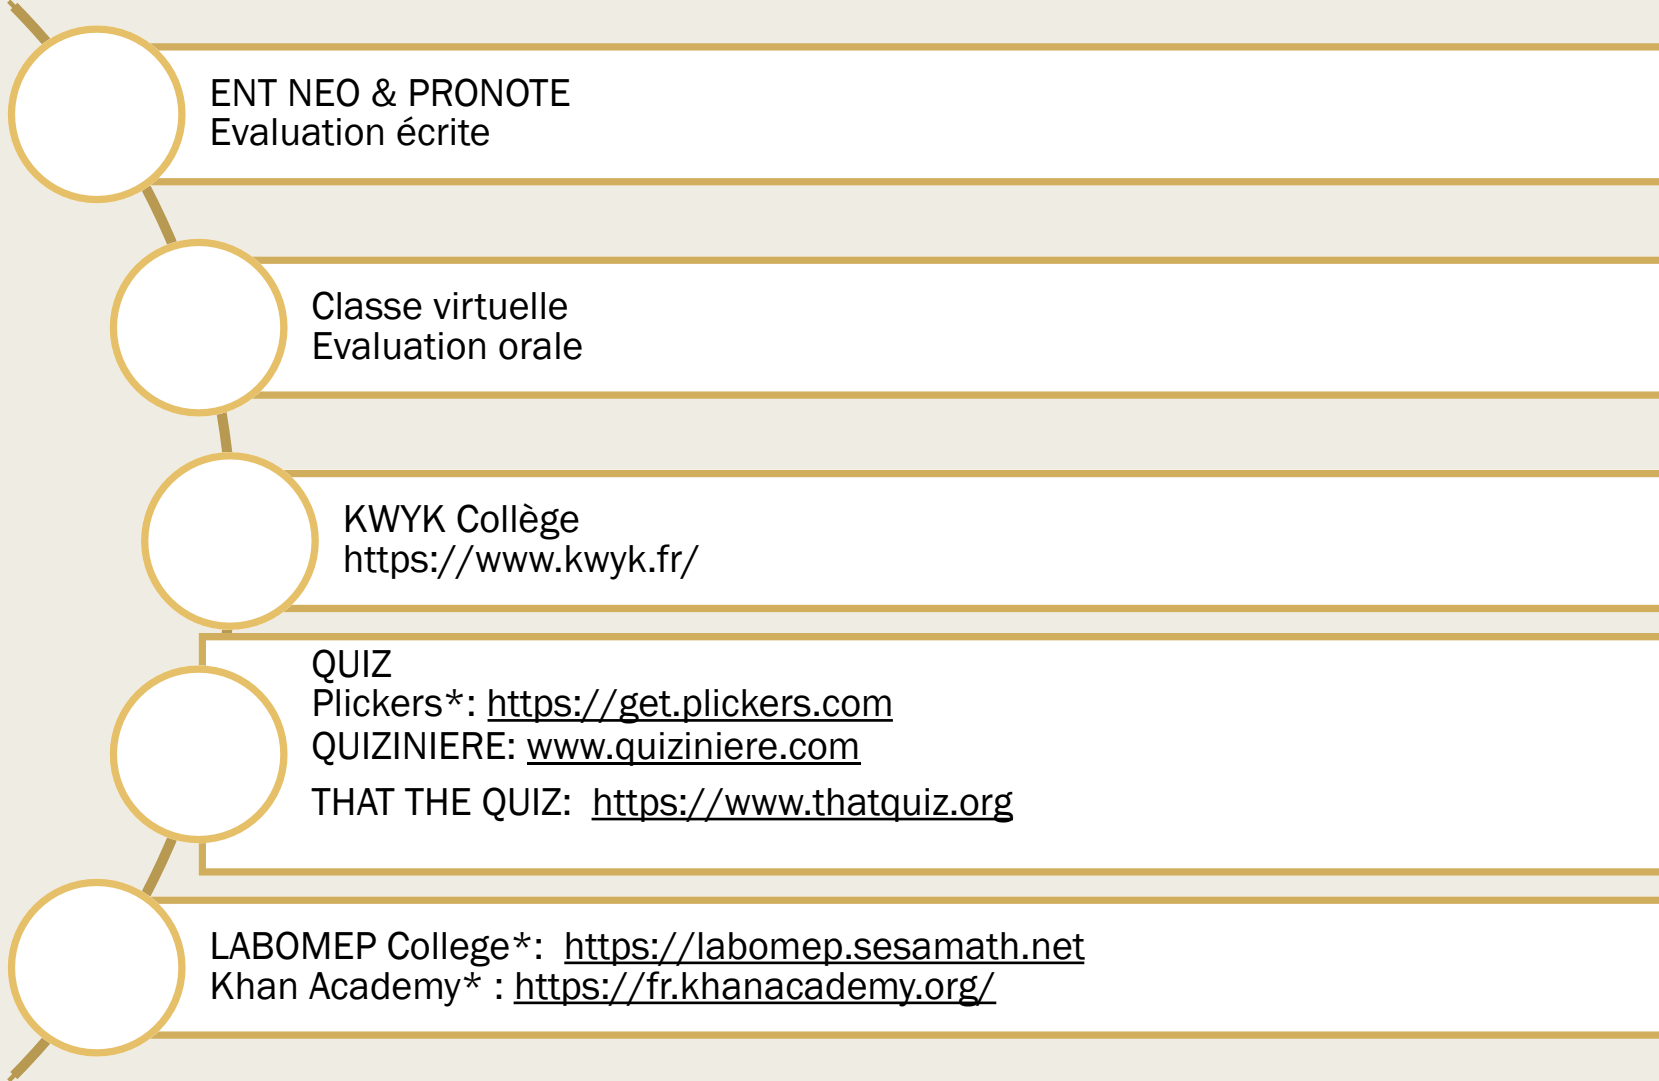 ENT NEO & PRONOTE
Evaluation écrite
Classe virtuelle
Evaluation orale
KWYK Collège
https://www.kwyk.fr/
QUIZ
Plickers*: https://get.plickers.com
QUIZINIERE: www.quiziniere.com
THAT THE QUIZ: https://www.thatquiz.org
LABOMEP College*: https://labomep.sesamath.net
Khan Academy* : https://fr.khanacademy.org/